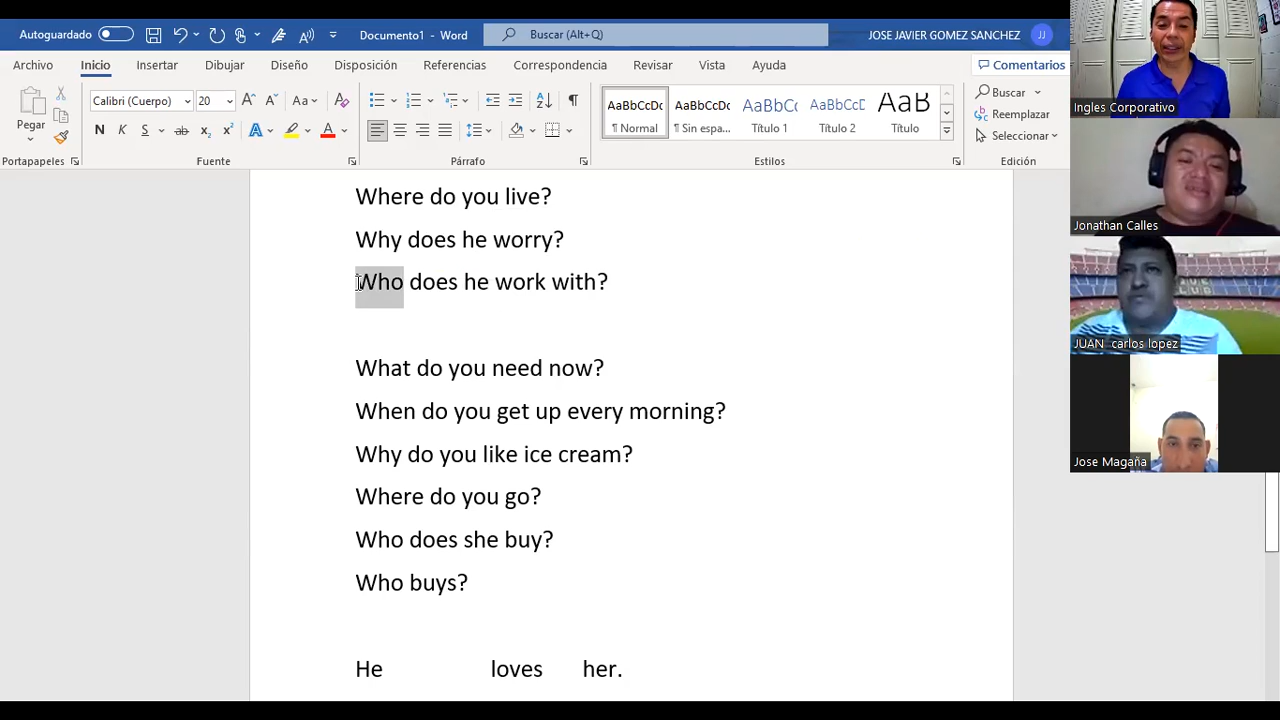 Autoguardado
Documento1 - Word
Buscar (Alt+Q)
JOSE JAVIER GOMEZ SANCHEZ
JJ
Archivo Inicio Insertar Dibujar Diseño Disposición Referencias Correspondencia Revisar Vista Ayuda
Comentarios
Pegar
Portapapeles
Calibri (Cuerpo) 20
N K S ab x₂ x²
Fuente
Párrafo
AaBbCcDc AaBbCcDc AaBbCc AaBbCcD AaB
¶ Normal ¶ Sin espa... Título 1 Título 2 Título
Estilos
Buscar
Reemplazar
Seleccionar
Edición
Where do you live?
Why does he worry?
Who does he work with?
What do you need now?
When do you get up every morning?
Why do you like ice cream?
Where do you go?
Who does she buy?
Who buys?
He loves her.
Ingles Corporativo
Jonathan Calles
JUAN carlos lopez
Jose Magaña